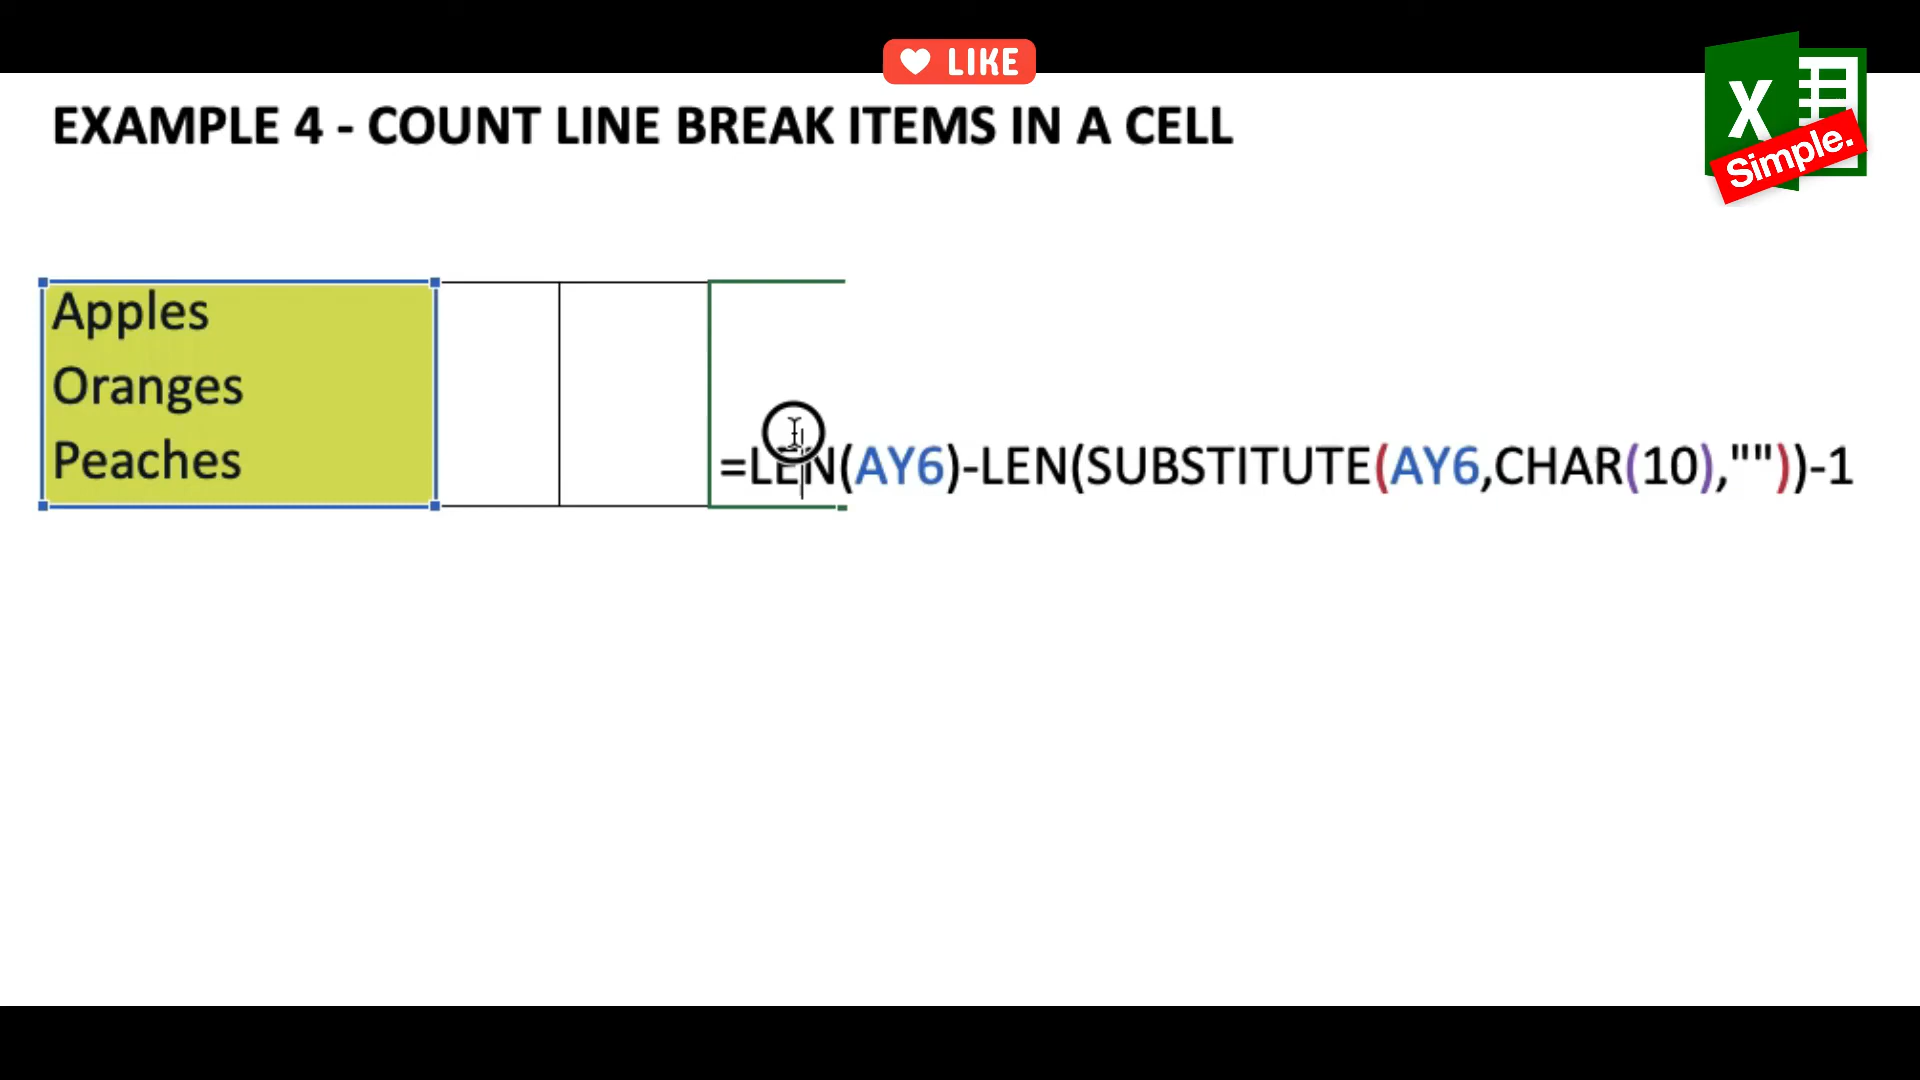 LIKE
EXAMPLE 4 - COUNT LINE BREAK ITEMS IN A CELL
X
Simple.
Apples
Oranges
Peaches
=LEN(AY6)-LEN(SUBSTITUTE(AY6,CHAR(10),""))-1